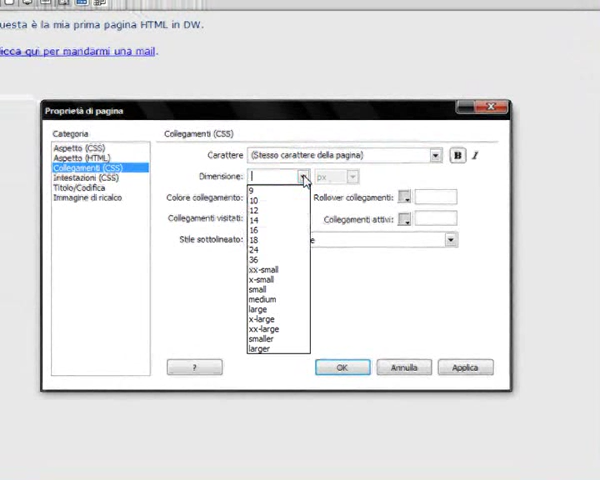 uesta è la mia prima pagina HTML in DW.
icca qui per mandarmi una mail.
Proprietà di pagina
Categoria
Collegamenti (CSS)
Aspetto (CSS)
Aspetto (HTML)
Collegamenti (CSS)
Intestazioni (CSS)
Titolo/Codifica
Immagine di ricalco
Carattere
(Stesso carattere della pagina)
B
I
Dimensione:
px
Colore collegamento:
Rollover collegamenti:
Collegamenti visitati:
Collegamenti attivi:
Stile sottolineato:
e
9
10
12
14
16
18
24
36
xx-small
x-small
small
medium
large
x-large
xx-large
smaller
larger
?
OK
Annulla
Applica